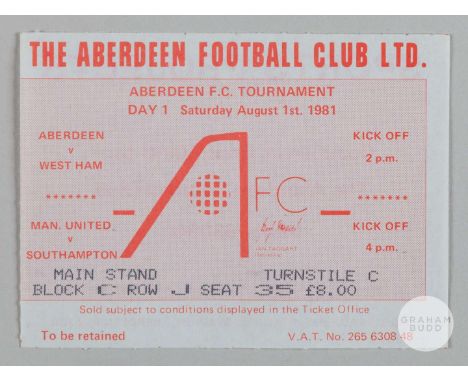 THE ABERDEEN FOOTBALL CLUB LTD.
ABERDEEN F.C. TOURNAMENT
DAY 1 Saturday August 1st. 1981
ABERDEEN
v
WEST HAM
KICK OFF
2 p.m.
*******
*******
FC
MAN. UNITED
v
SOUTHAMPTON
KICK OFF
4 p.m.
MAIN STAND TURNSTILE C
BLOCK C ROW J SEAT 35 £8.00
Sold subject to conditions displayed in the Ticket Office
To be retained
V.A.T. No. 265 6308 48
GRAHAM
BUDD